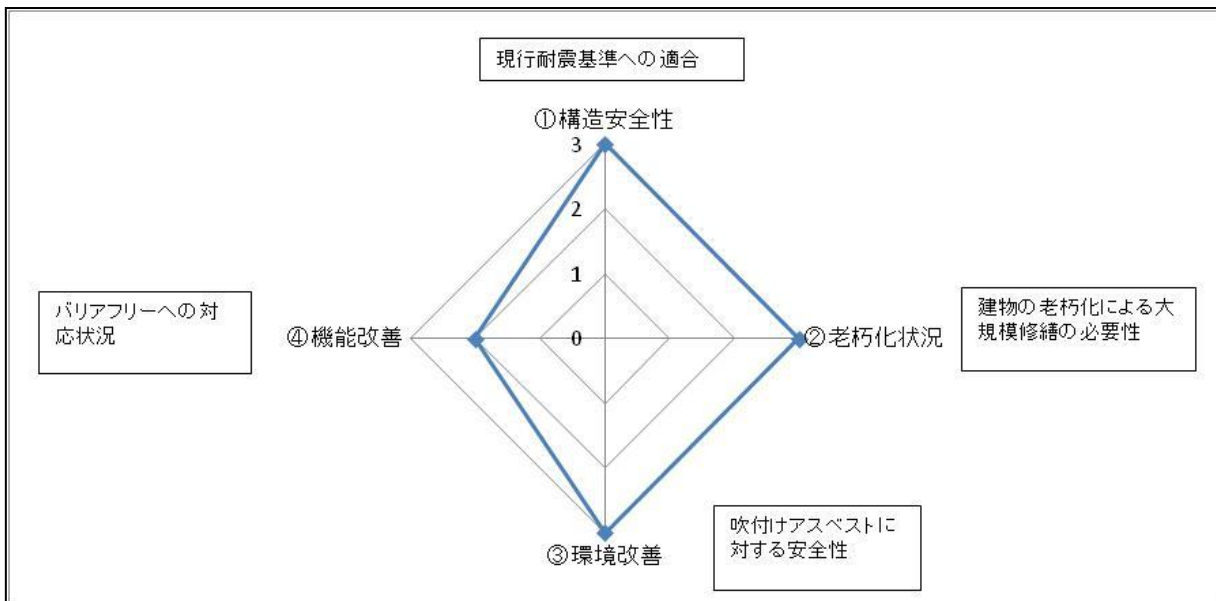 現行耐震基準への適合
①構造安全性
3
2
1
0
バリアフリーへの対
応状況
④機能改善
②老朽化状況
建物の老朽化による大
規模修繕の必要性
吹付けアスベストに
対する安全性
③環境改善